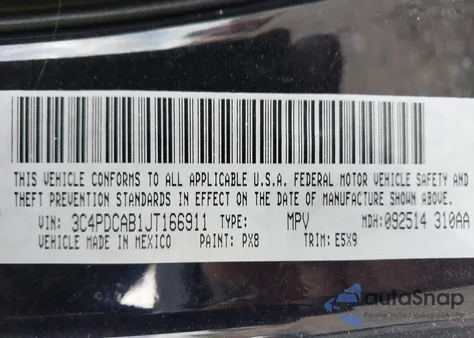 THIS VEHICLE CONFORMS TO ALL APPLICABLE U.S.A. FEDERAL MOTOR VEHICLE SAFETY AND
THEFT PREVENTION STANDARDS IN EFFECT ON THE DATE OF MANUFACTURE SHOWN ABOVE.
VIN: 3C4PDCAB1JT166911 TYPE: MPV MDH: 092514 310AA
VEHICLE MADE IN MEXICO PAINT: PX8 TRIM: E5X9
autoSnap